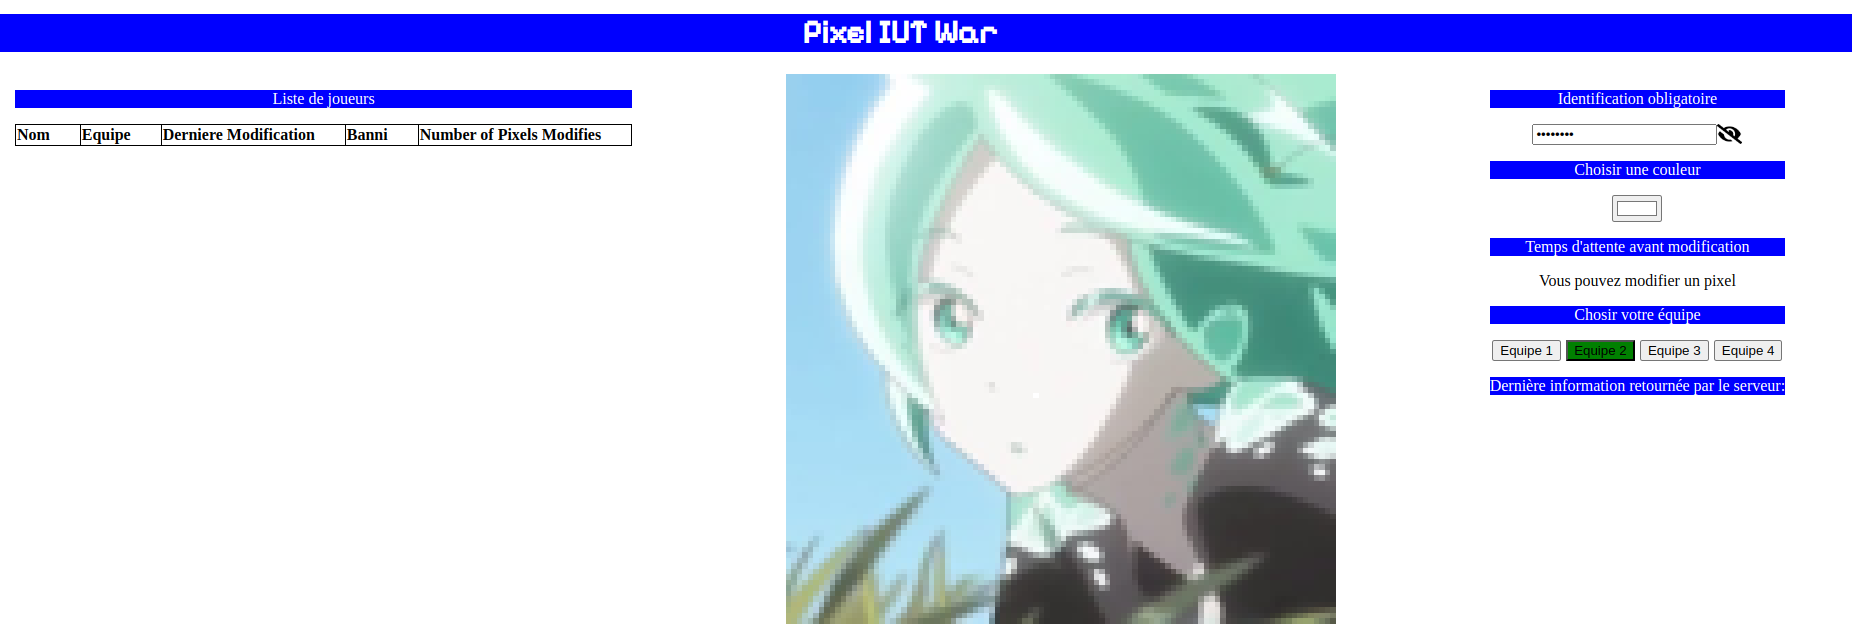 Pixel IUT War
Liste de joueurs
Nom Equipe Derniere Modification Banni Number of Pixels Modifies
Identification obligatoire
••••••••
Choisir une couleur
Temps d'attente avant modification
Vous pouvez modifier un pixel
Chosir votre équipe
Equipe 1 Equipe 2 Equipe 3 Equipe 4
Dernière information retournée par le serveur: